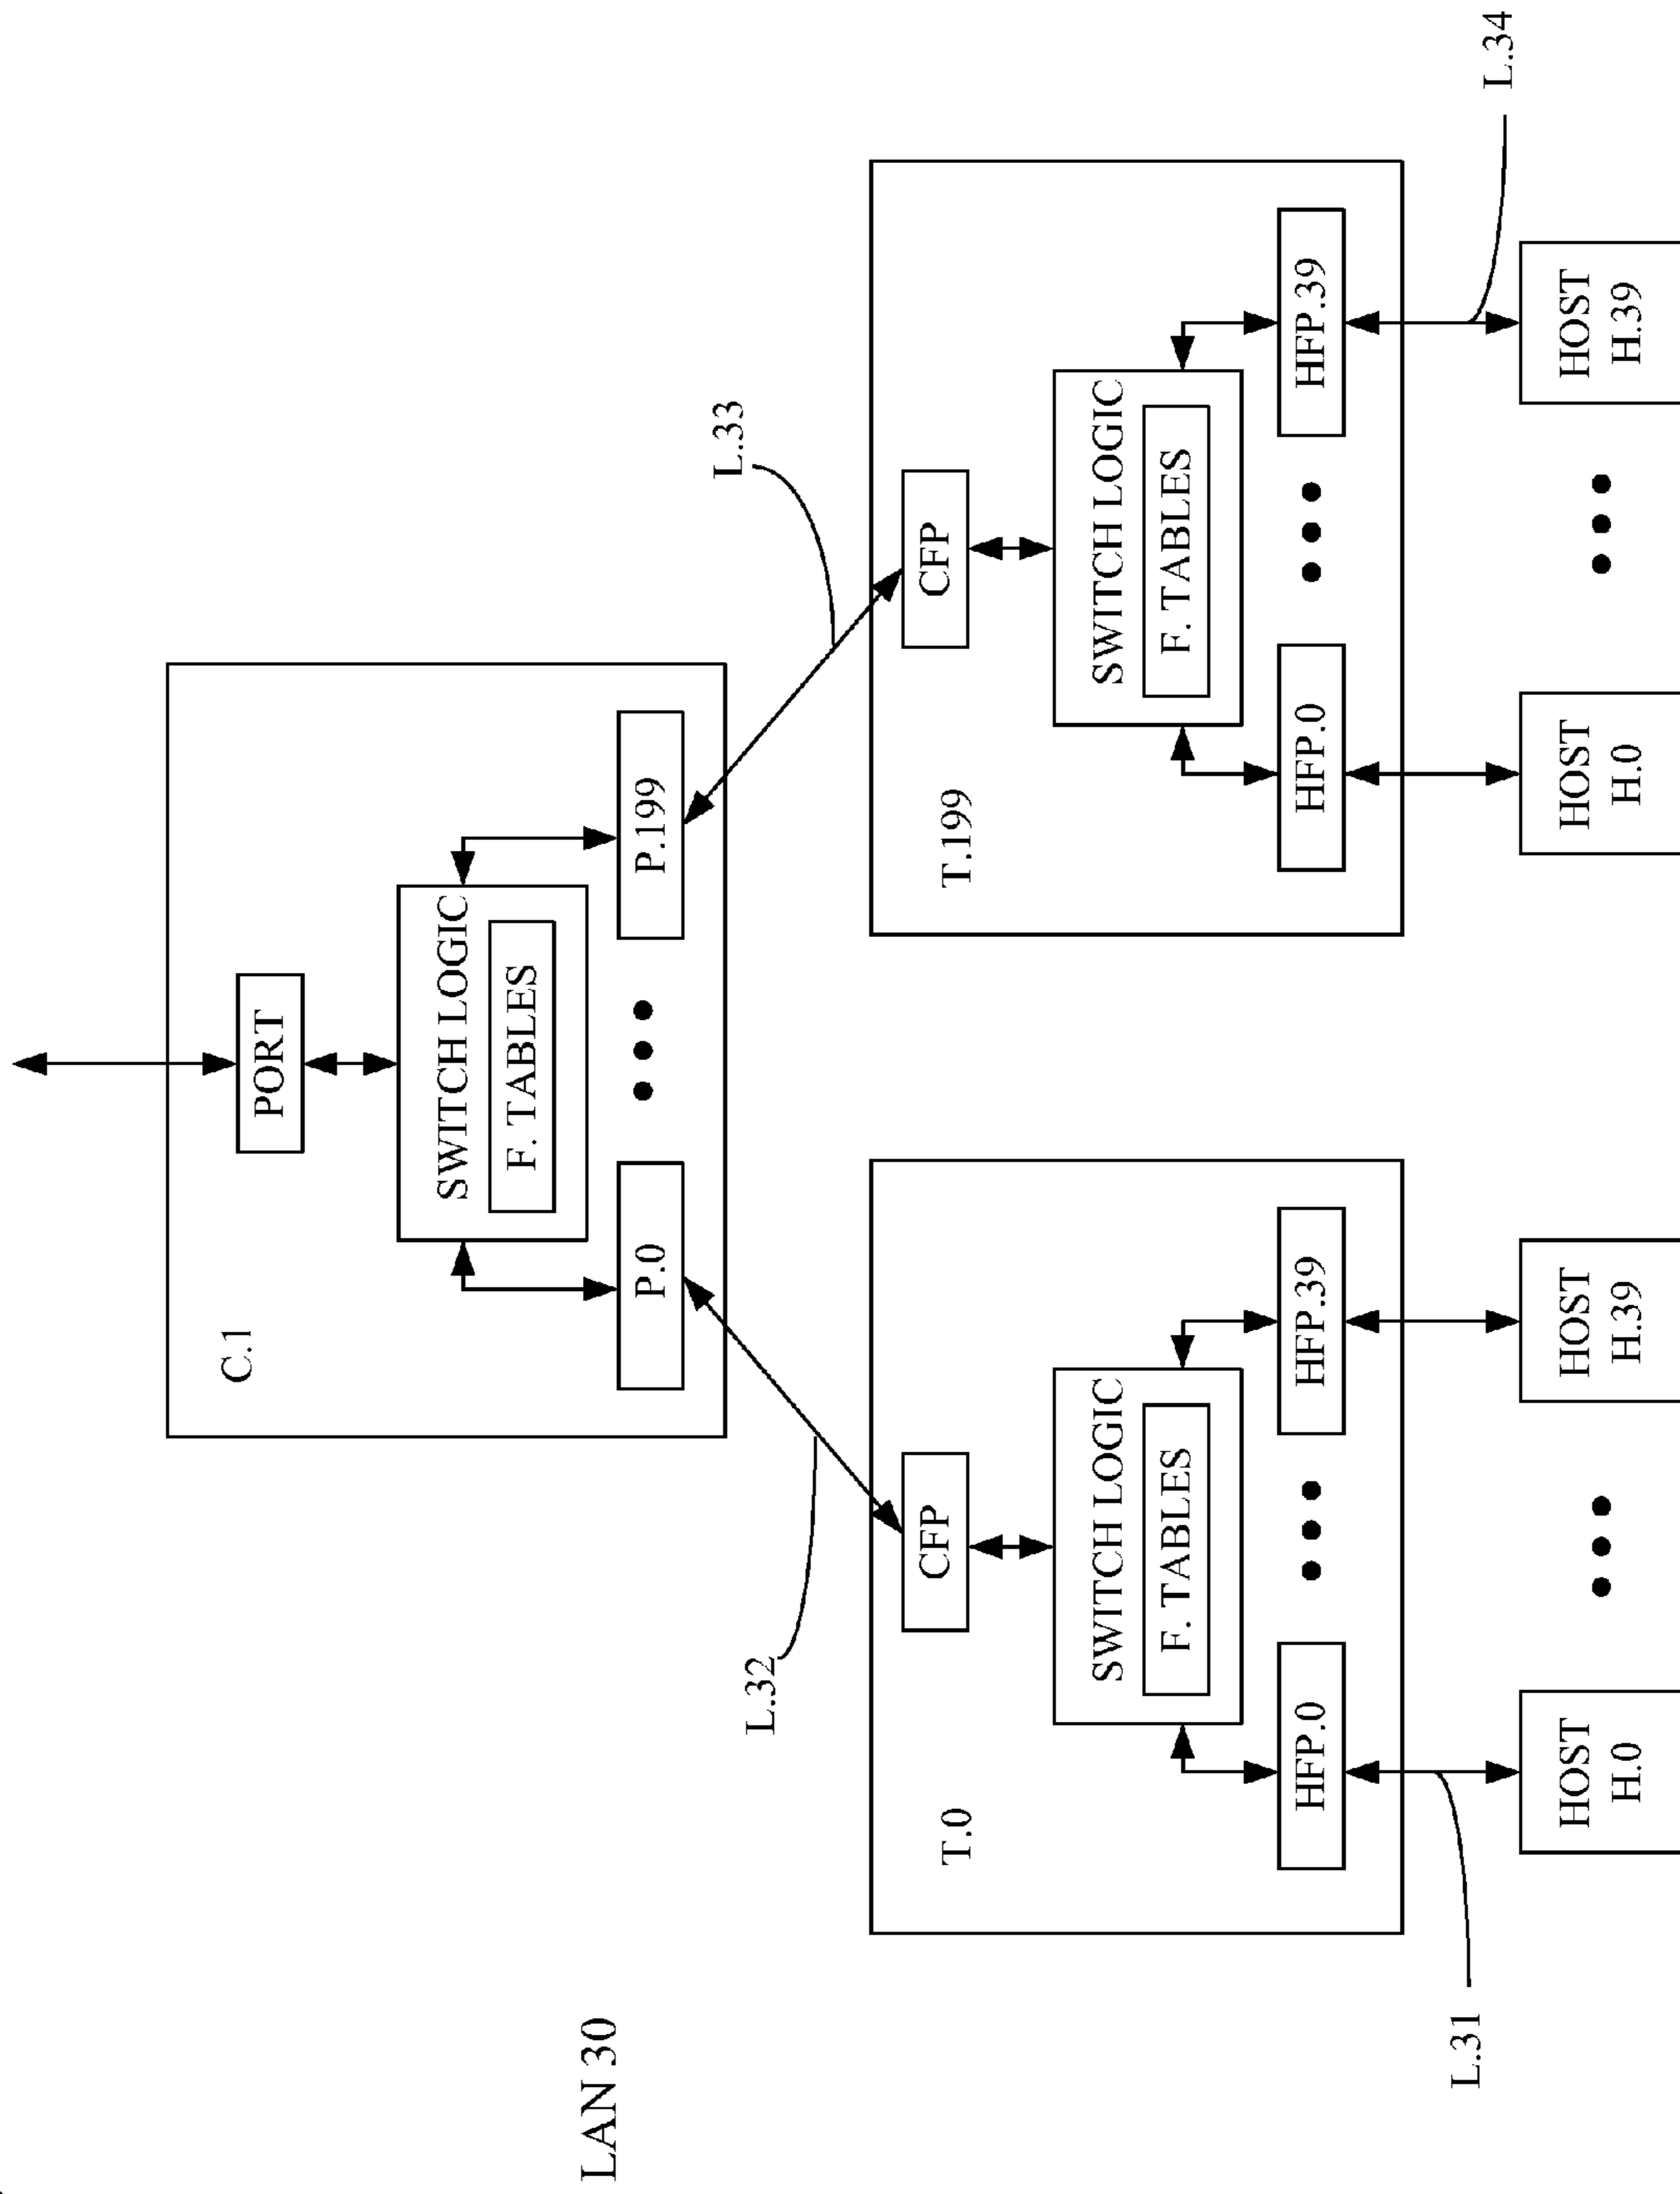 LAN 30
C.1
PORT
SWITCH LOGIC
F. TABLES
P.0
P.199
L.32
L.33
T.0
CFP
SWITCH LOGIC
F. TABLES
HFP.0
HFP.39
T.199
CFP
SWITCH LOGIC
F. TABLES
HFP.0
HFP.39
L.31
L.34
HOST
H.0
HOST
H.39
HOST
H.0
HOST
H.39